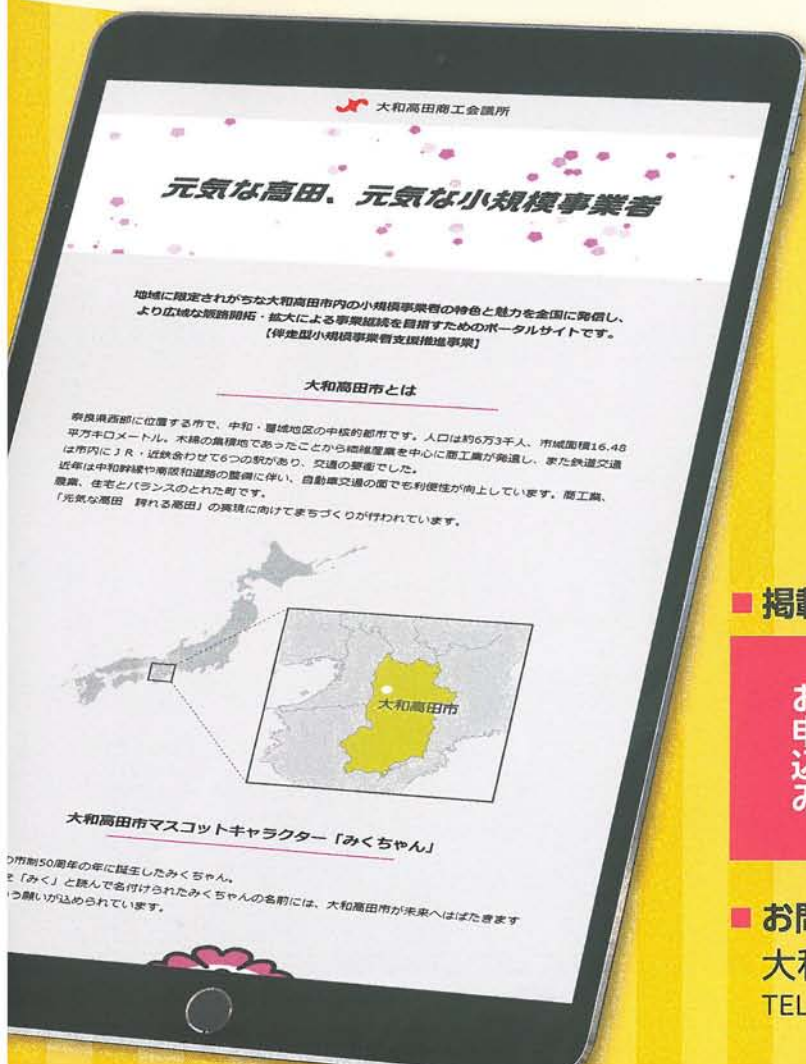 大和高田商工会議所
元気な高田、元気な小規模事業者
地域に限定されがちな大和高田市内の小規模事業者の特色と魅力を全国に発信し、
より広域な販路開拓・拡大による事業継続を目指すためのポータルサイトです。
【伴走型小規模事業者支援推進事業】
大和高田市とは
奈良県西部に位置する市で、中和・葛城地区の中核的都市です。人口は約6万3千人、市域面積16.48
平方キロメートル。木綿の集積地であったことから繊維産業を中心に商工業が発達し、また鉄道交通
は市内にJR・近鉄合わせて6つの駅があり、交通の要衝でした。
近年は中和幹線や南阪和道路の整備に伴い、自動車交通の面でも利便性が向上しています。商工業、
農業、住宅とバランスのとれた町です。
「元気な高田 誇れる高田」の実現に向けてまちづくりが行われています。
大和高田市
大和高田市マスコットキャラクター「みくちゃん」
の市制50周年の年に誕生したみくちゃん。
「みく」と読んで名付けられたみくちゃんの名前には、大和高田市が未来へはばたきます
う願いが込められています。
■掲載
お申込み
■お問
大和
TEL